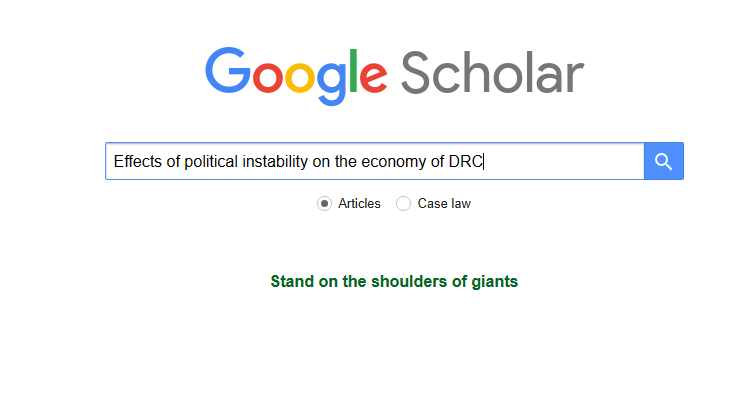 Google Scholar
Effects of political instability on the economy of DRC
Articles Case law
Stand on the shoulders of giants